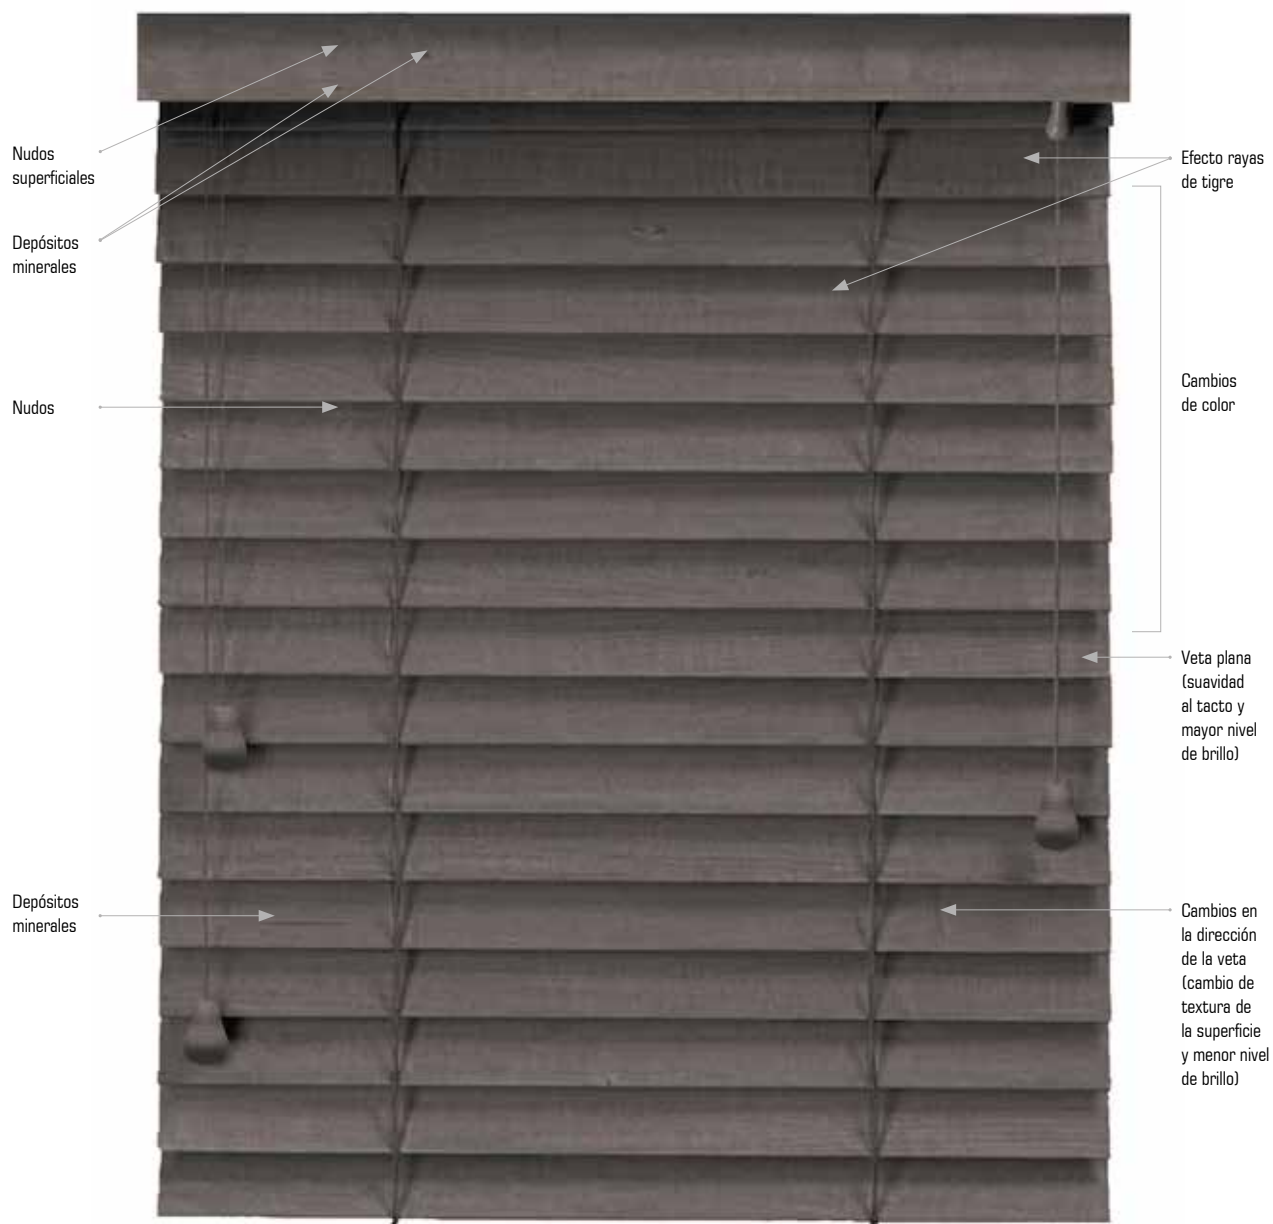 Nudos
superficiales
Depósitos
minerales
Nudos
Depósitos
minerales
Efecto rayas
de tigre
Cambios
de color
Veta plana
(suavidad
al tacto y
mayor nivel
de brillo)
Cambios en
la dirección
de la veta
(cambio de
textura de
la superficie
y menor nivel
de brillo)